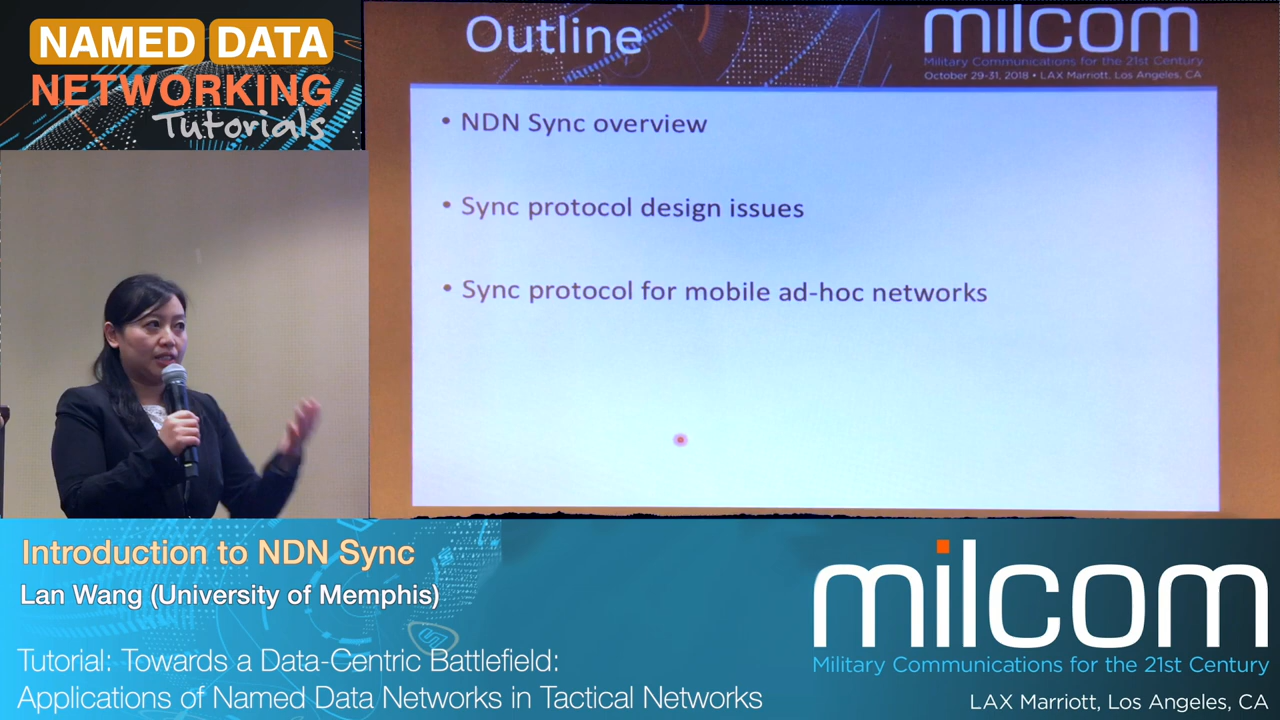 NAMED DATA
NETWORKING
Tutorials
Outline
milcom
Military Communications for the 21st Century
October 29-31, 2018 • LAX Marriott, Los Angeles, CA
• NDN Sync overview
• Sync protocol design issues
• Sync protocol for mobile ad-hoc networks
Introduction to NDN Sync
Lan Wang (University of Memphis)
Tutorial: Towards a Data-Centric Battlefield:
Applications of Named Data Networks in Tactical Networks
milcom
Military Communications for the 21st Century
LAX Marriott, Los Angeles, CA